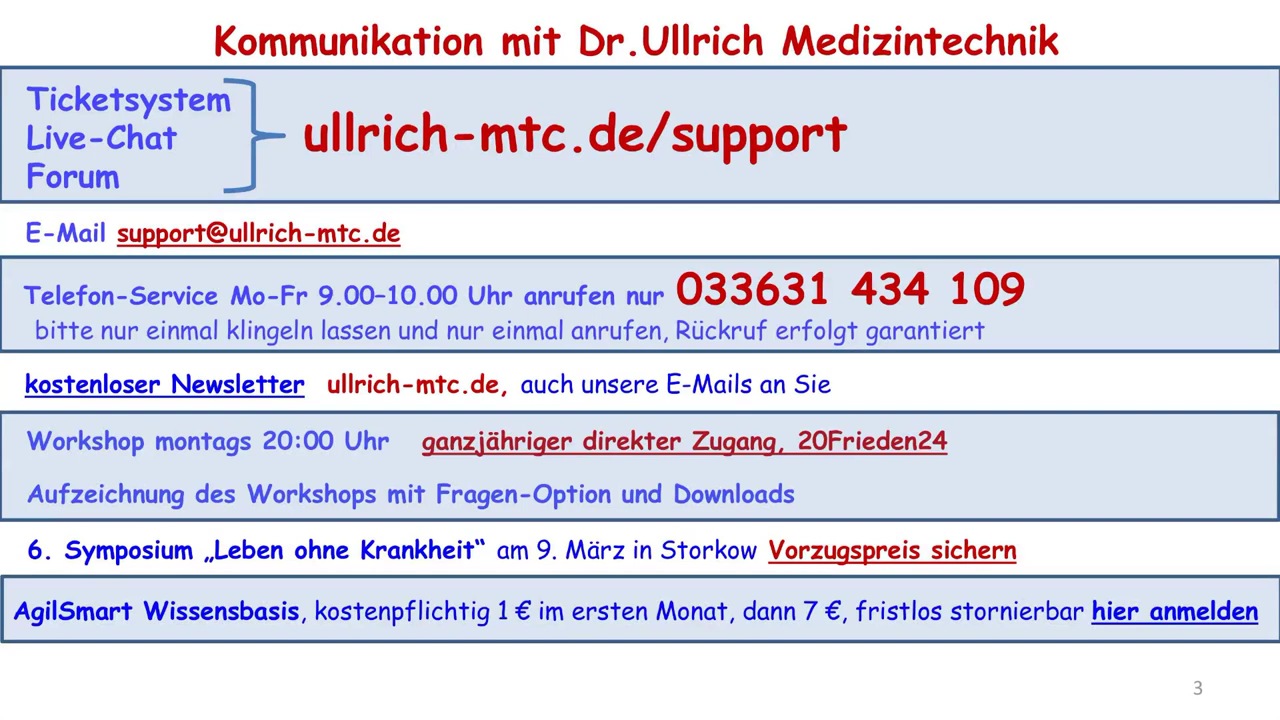 Kommunikation mit Dr.Ullrich Medizintechnik
Ticketsystem
Live-Chat
Forum
ullrich-mtc.de/support
E-Mail support@ullrich-mtc.de
Telefon-Service Mo-Fr 9.00–10.00 Uhr anrufen nur 033631 434 109
bitte nur einmal klingeln lassen und nur einmal anrufen, Rückruf erfolgt garantiert
kostenloser Newsletter ullrich-mtc.de, auch unsere E-Mails an Sie
Workshop montags 20:00 Uhr ganzjähriger direkter Zugang, 20Frieden24
Aufzeichnung des Workshops mit Fragen-Option und Downloads
6. Symposium „Leben ohne Krankheit“ am 9. März in Storkow Vorzugspreis sichern
AgilSmart Wissensbasis, kostenpflichtig 1 € im ersten Monat, dann 7 €, fristlos stornierbar hier anmelden
3